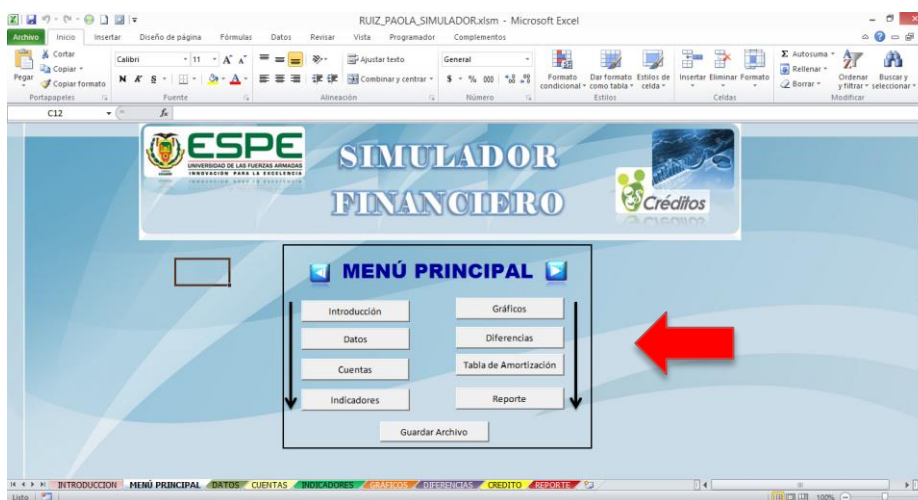 RUIZ_PAOLA_SIMULADOR.xlsm - Microsoft Excel
Archivo Inicio Insertar Diseño de página Fórmulas Datos Revisar Vista Programador Complementos
Pegar
Cortar
Copiar
Copiar formato
Portapapeles
Calibri 11
N K S
Fuente
Ajustar texto
Combinar y centrar
Alineación
General
$ % 000
Número
Formato condicional
Dar formato como tabla
Estilos de celda
Estilos
Insertar Eliminar Formato
Celdas
Autosuma
Rellenar
Borrar
Ordenar y filtrar
Buscar y seleccionar
Modificar
C12 fx
ESPE
UNIVERSIDAD DE LAS FUERZAS ARMADAS
INNOVACIÓN PARA LA EXCELENCIA
SIMULADOR
FINANCIERO
Créditos
MENÚ PRINCIPAL
Introducción Gráficos
Datos Diferencias
Cuentas Tabla de Amortización
Indicadores Reporte
Guardar Archivo
INTRODUCCION MENÚ PRINCIPAL DATOS CUENTAS INDICADORES GRAFICOS DIFERENCIAS CREDITO REPORTE
Listo 100%